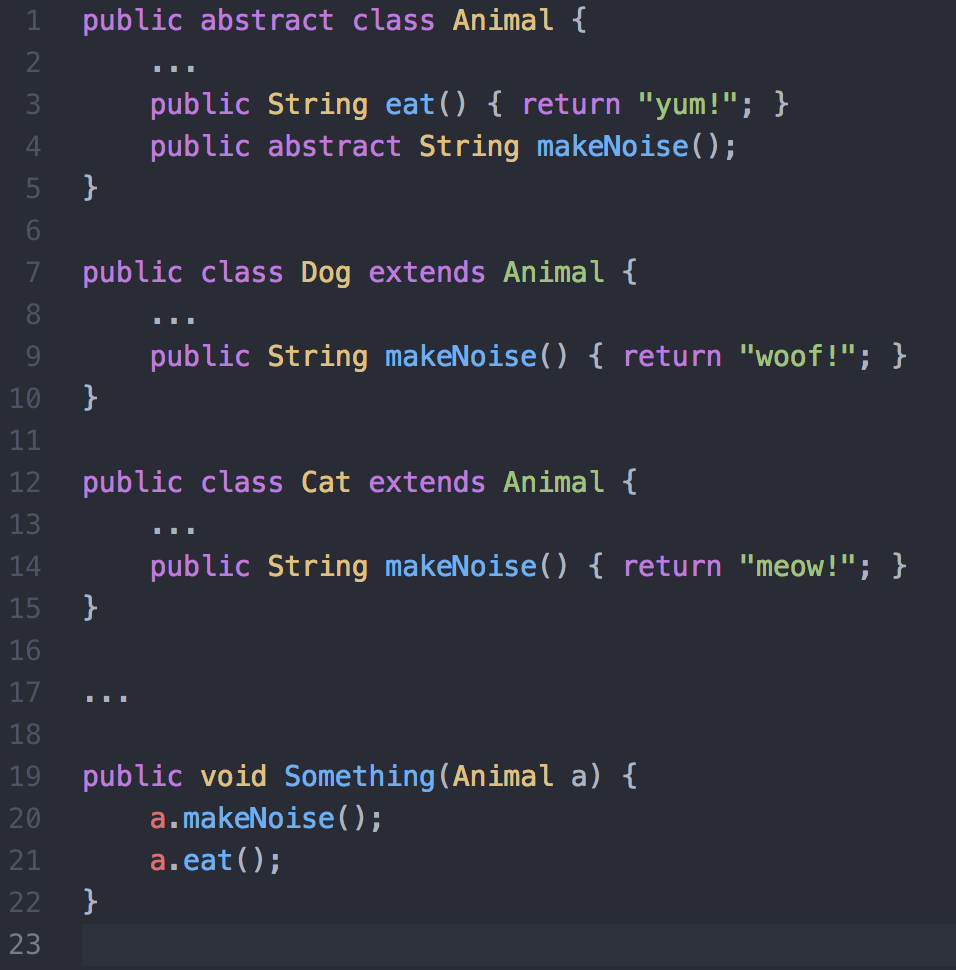 1 public abstract class Animal {
2 ...
3 public String eat() { return "yum!"; }
4 public abstract String makeNoise();
5 }
6
7 public class Dog extends Animal {
8 ...
9 public String makeNoise() { return "woof!"; }
10 }
11
12 public class Cat extends Animal {
13 ...
14 public String makeNoise() { return "meow!"; }
15 }
16
17 ...
18
19 public void Something(Animal a) {
20 a.makeNoise();
21 a.eat();
22 }
23